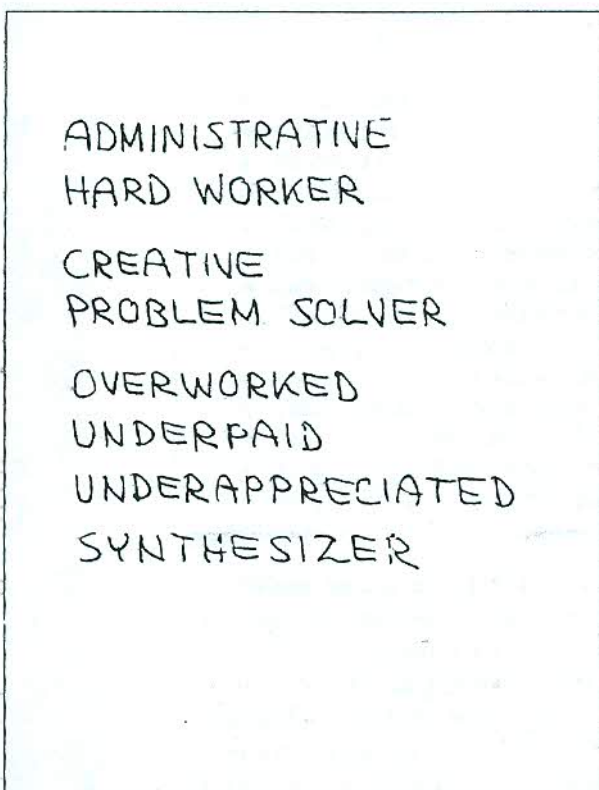 ADMINISTRATIVE
HARD WORKER
CREATIVE
PROBLEM SOLVER
OVERWORKED
UNDERPAID
UNDERAPPRECIATED
SYNTHESIZER